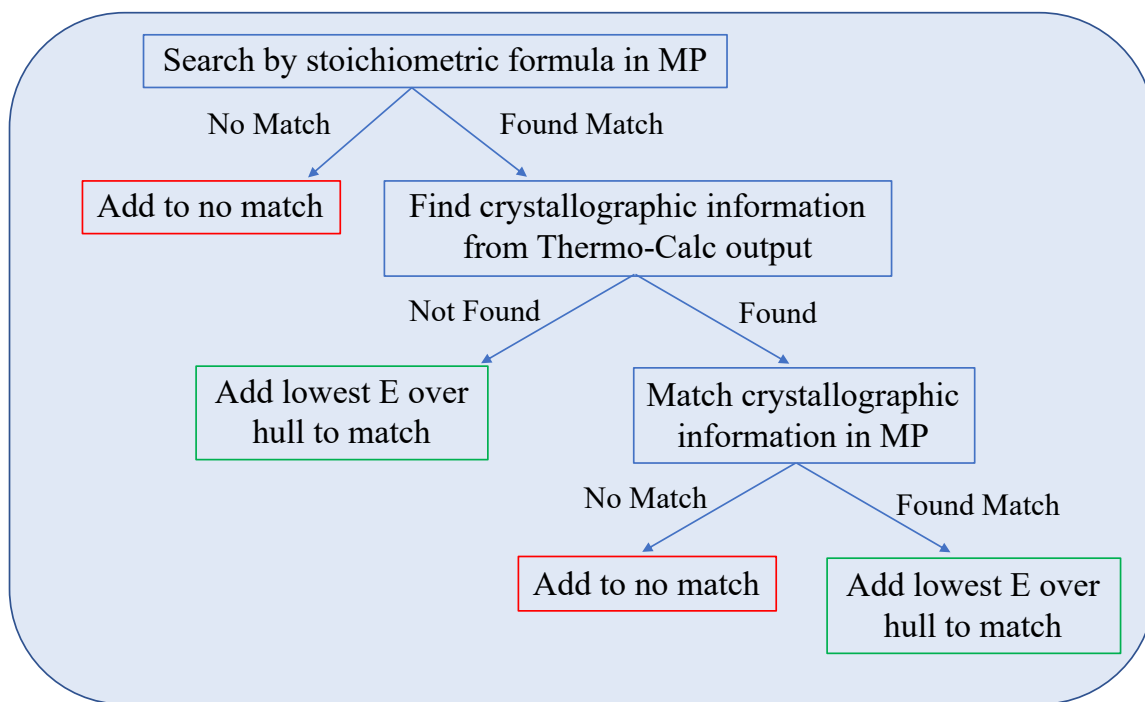 Search by stoichiometric formula in MP
No Match
Found Match
Add to no match
Find crystallographic information
from Thermo-Calc output
Not Found
Found
Add lowest E over
hull to match
Match crystallographic
information in MP
No Match
Found Match
Add to no match
Add lowest E over
hull to match